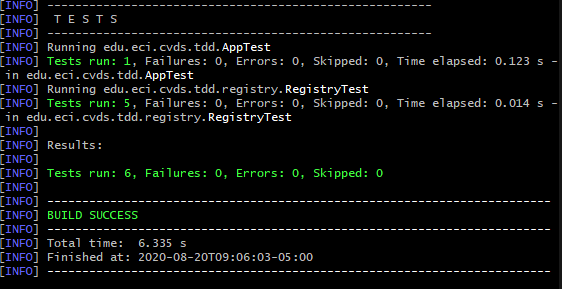 [INFO] -------------------------------------------------------
[INFO]  T E S T S
[INFO] -------------------------------------------------------
[INFO] Running edu.eci.cvds.tdd.AppTest
[INFO] Tests run: 1, Failures: 0, Errors: 0, Skipped: 0, Time elapsed: 0.123 s -
in edu.eci.cvds.tdd.AppTest
[INFO] Running edu.eci.cvds.tdd.registry.RegistryTest
[INFO] Tests run: 5, Failures: 0, Errors: 0, Skipped: 0, Time elapsed: 0.014 s -
in edu.eci.cvds.tdd.registry.RegistryTest
[INFO]
[INFO] Results:
[INFO]
[INFO] Tests run: 6, Failures: 0, Errors: 0, Skipped: 0
[INFO]
[INFO] ------------------------------------------------------------------------
[INFO] BUILD SUCCESS
[INFO] ------------------------------------------------------------------------
[INFO] Total time:  6.335 s
[INFO] Finished at: 2020-08-20T09:06:03-05:00
[INFO] ------------------------------------------------------------------------